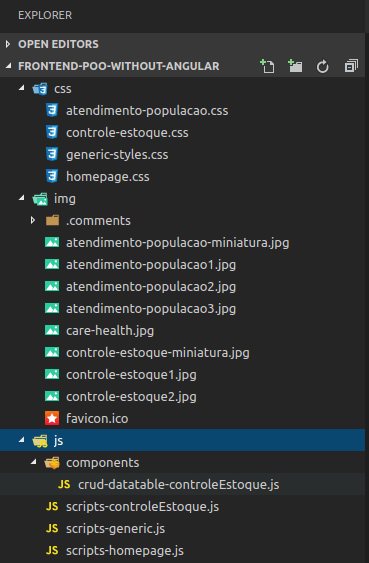 EXPLORER
OPEN EDITORS
FRONTEND-POO-WITHOUT-ANGULAR
css
atendimento-populacao.css
controle-estoque.css
generic-styles.css
homepage.css
img
.comments
atendimento-populacao-miniatura.jpg
atendimento-populacao1.jpg
atendimento-populacao2.jpg
atendimento-populacao3.jpg
care-health.jpg
controle-estoque-miniatura.jpg
controle-estoque1.jpg
controle-estoque2.jpg
favicon.ico
js
components
JS crud-datatable-controleEstoque.js
JS scripts-controleEstoque.js
JS scripts-generic.js
JS scripts-homepage.js